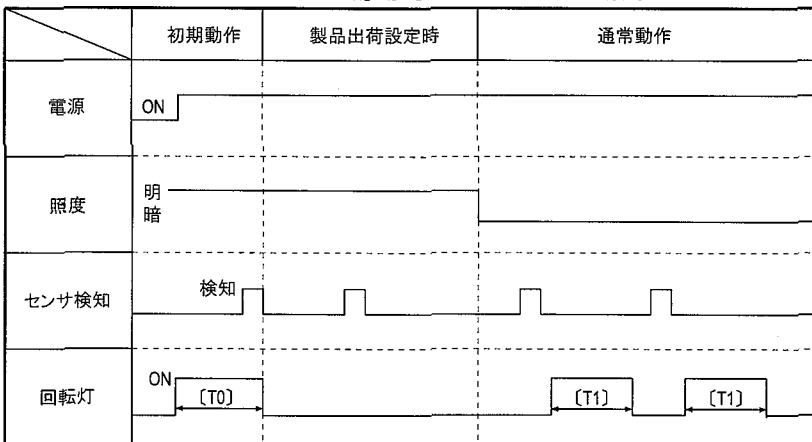 初期動作
製品出荷設定時
通常動作
電源
ON
照度
明
暗
センサ検知
検知
回転灯
ON
〔T0〕
〔T1〕
〔T1〕